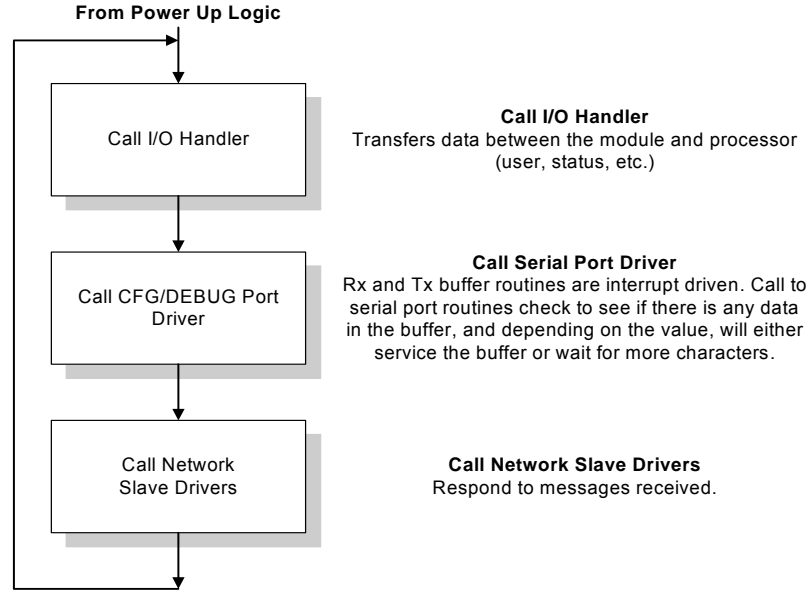 From Power Up Logic
Call I/O Handler
Call I/O Handler
Transfers data between the module and processor
(user, status, etc.)
Call CFG/DEBUG Port
Driver
Call Serial Port Driver
Rx and Tx buffer routines are interrupt driven. Call to
serial port routines check to see if there is any data
in the buffer, and depending on the value, will either
service the buffer or wait for more characters.
Call Network
Slave Drivers
Call Network Slave Drivers
Respond to messages received.